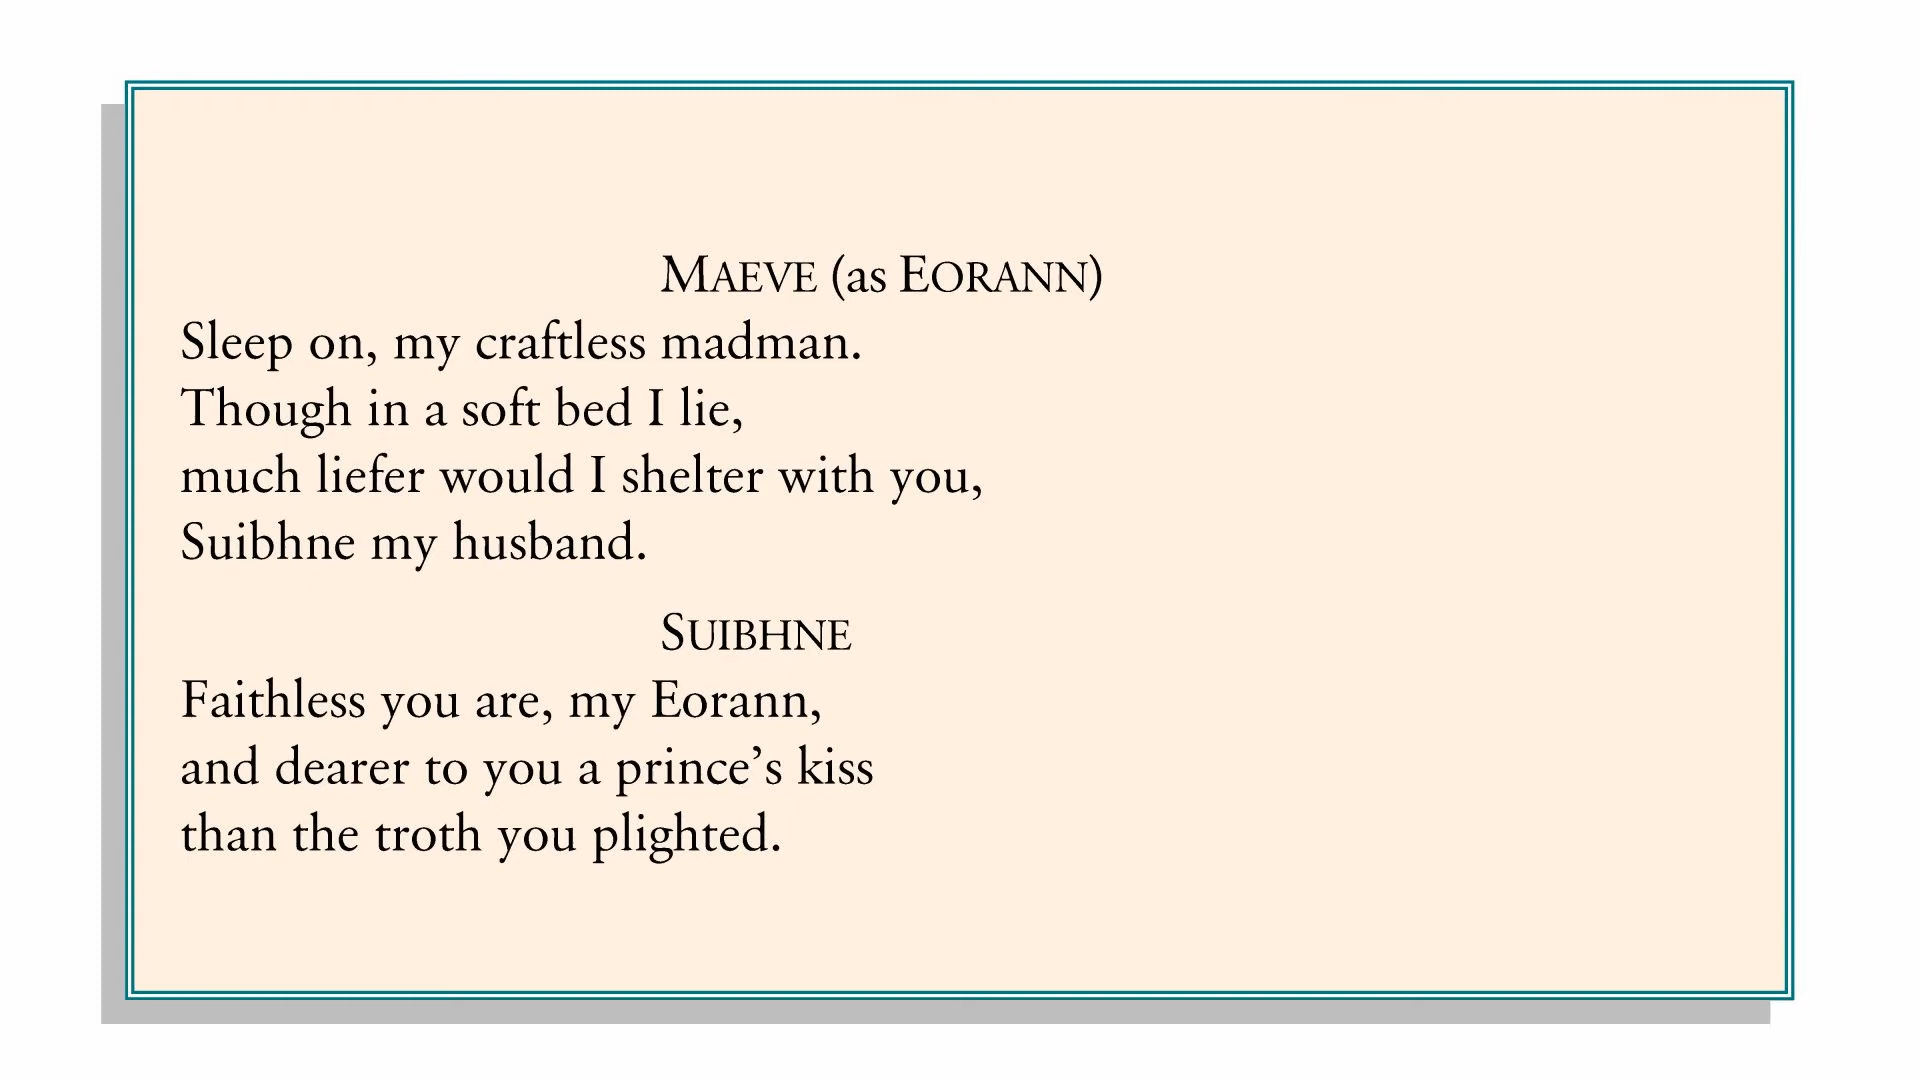 MAEVE (as EORANN)
Sleep on, my craftless madman.
Though in a soft bed I lie,
much liefer would I shelter with you,
Suibhne my husband.
SUIBHNE
Faithless you are, my Eorann,
and dearer to you a prince’s kiss
than the troth you plighted.